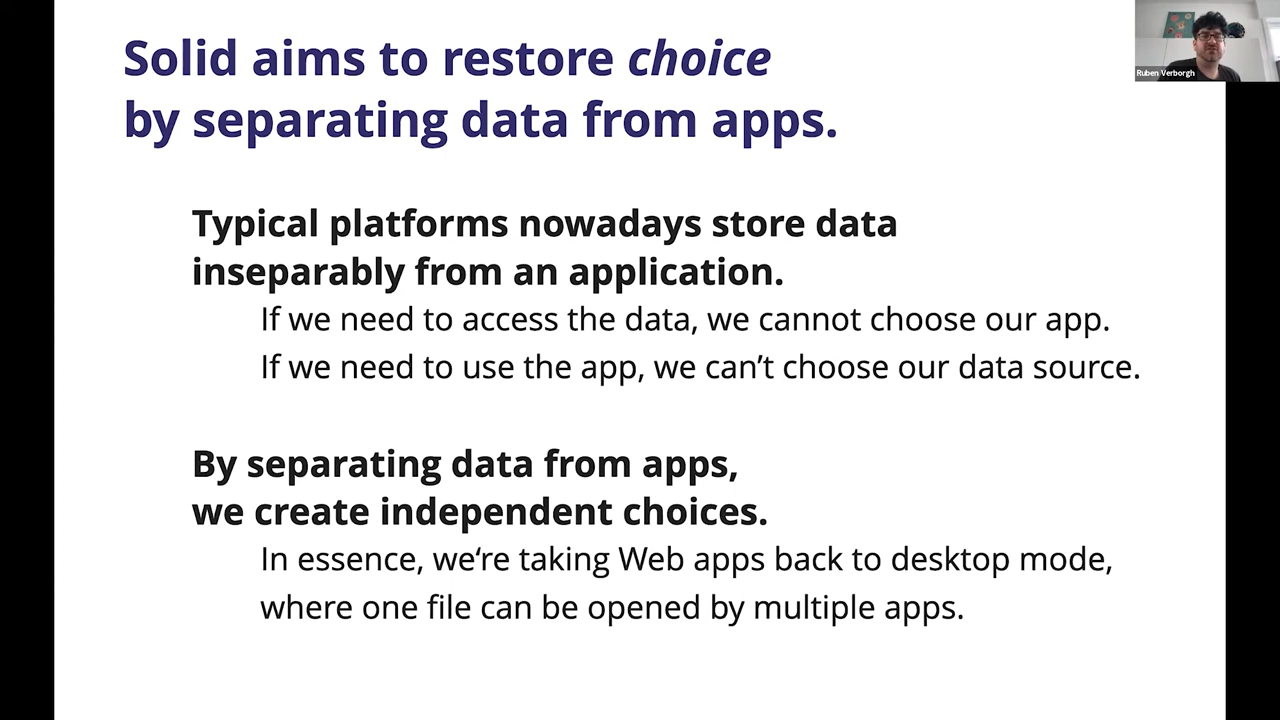 Solid aims to restore choice
by separating data from apps.
Ruben Verborgh
Typical platforms nowadays store data
inseparably from an application.
If we need to access the data, we cannot choose our app.
If we need to use the app, we can’t choose our data source.
By separating data from apps,
we create independent choices.
In essence, we‘re taking Web apps back to desktop mode,
where one file can be opened by multiple apps.